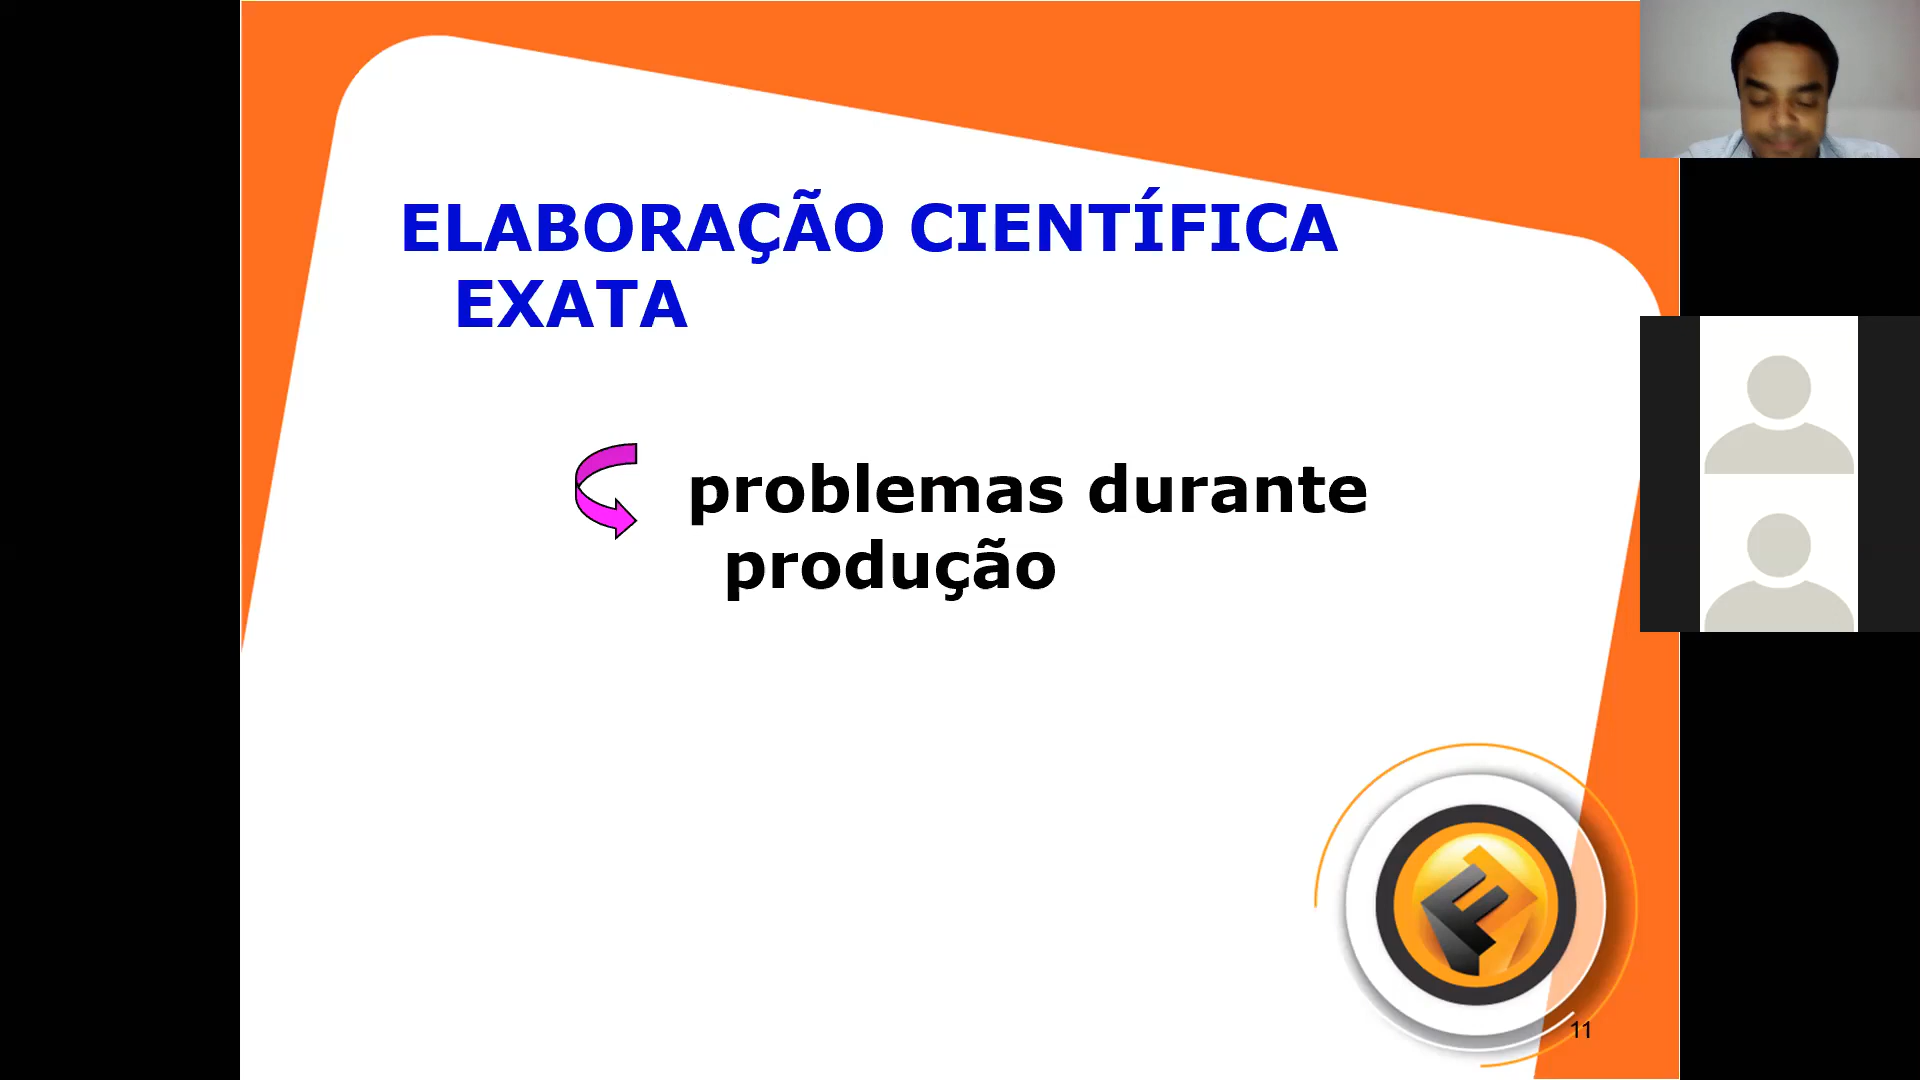 ELABORAÇÃO CIENTÍFICA
EXATA
problemas durante
produção
11